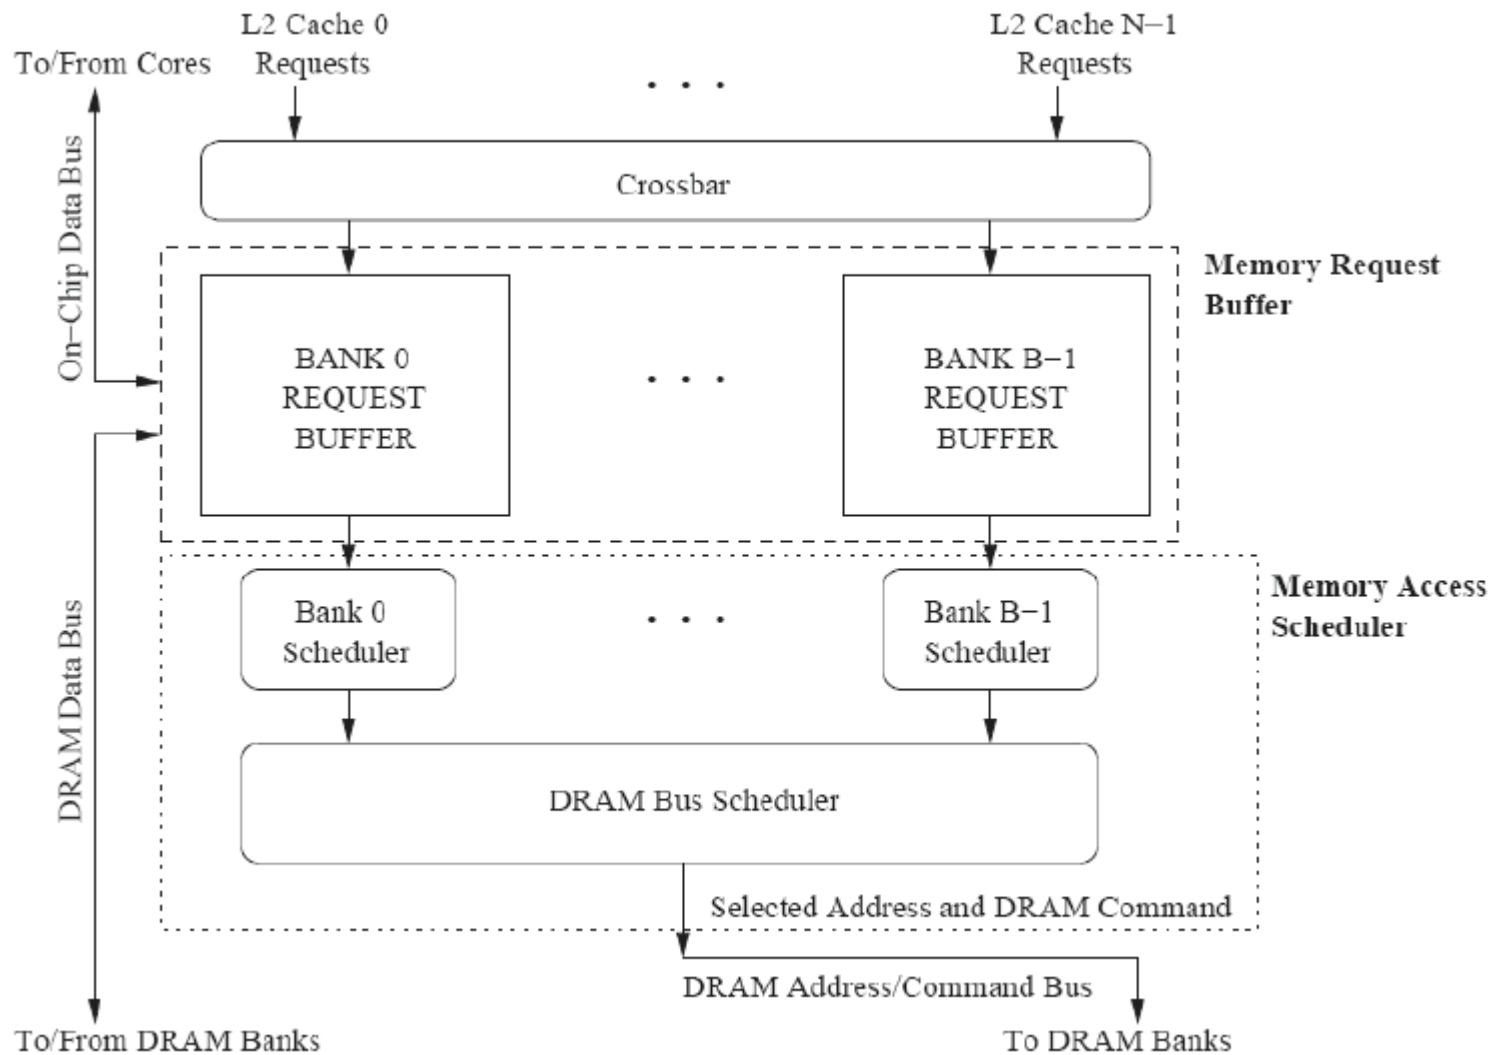 L2 Cache 0
Requests
L2 Cache N−1
Requests
To/From Cores
. . .
Crossbar
On−Chip Data Bus
Memory Request
Buffer
BANK 0
REQUEST
BUFFER
. . .
BANK B−1
REQUEST
BUFFER
Memory Access
Scheduler
Bank 0
Scheduler
. . .
Bank B−1
Scheduler
DRAM Data Bus
DRAM Bus Scheduler
Selected Address and DRAM Command
DRAM Address/Command Bus
To/From DRAM Banks
To DRAM Banks